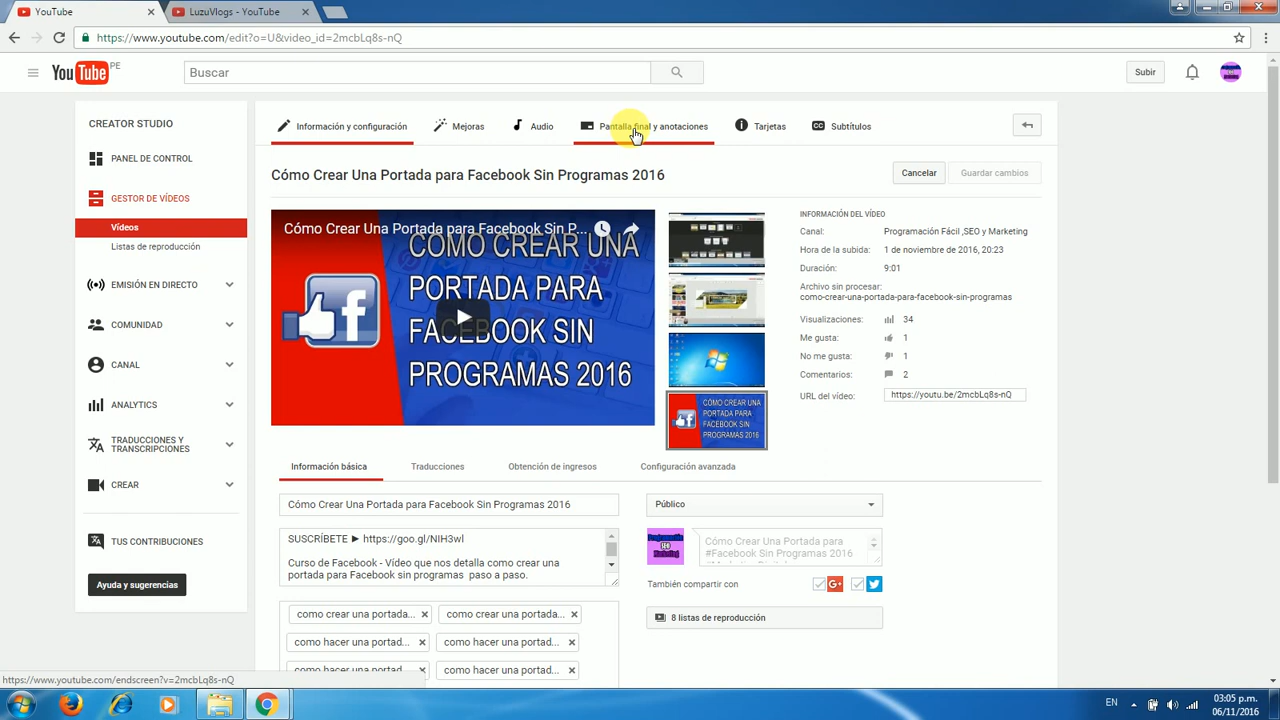 YouTube
LuzuVlogs - YouTube
https://www.youtube.com/edit?o=U&video_id=2mcbLq8s-nQ
YouTube PE
Buscar
Subir
CREATOR STUDIO
PANEL DE CONTROL
GESTOR DE VÍDEOS
Vídeos
Listas de reproducción
EMISIÓN EN DIRECTO
COMUNIDAD
CANAL
ANALYTICS
TRADUCCIONES Y
TRANSCRIPCIONES
CREAR
TUS CONTRIBUCIONES
Ayuda y sugerencias
Información y configuración
Mejoras
Audio
Pantalla final y anotaciones
Tarjetas
CC Subtítulos
Cómo Crear Una Portada para Facebook Sin Programas 2016
Cancelar
Guardar cambios
Cómo Crear Una Portada para Facebook Sin P...
COMO CREAR UNA
PORTADA PARA
FACEBOOK SIN
PROGRAMAS 2016
CÓMO CREAR UNA
PORTADA PARA
FACEBOOK SIN
PROGRAMAS 2016
INFORMACIÓN DEL VÍDEO
Canal: Programación Fácil ,SEO y Marketing
Hora de la subida: 1 de noviembre de 2016, 20:23
Duración: 9:01
Archivo sin procesar:
como-crear-una-portada-para-facebook-sin-programas
Visualizaciones: 34
Me gusta: 1
No me gusta: 1
Comentarios: 2
URL del vídeo: https://youtu.be/2mcbLq8s-nQ
Información básica
Traducciones
Obtención de ingresos
Configuración avanzada
Cómo Crear Una Portada para Facebook Sin Programas 2016
SUSCRÍBETE ► https://goo.gl/NIH3wl
Curso de Facebook - Vídeo que nos detalla como crear una
portada para Facebook sin programas paso a paso.
como crear una portada... ×
como crear una portada... ×
como hacer una portad... ×
como hacer una portad... ×
como hacer una portad... ×
como hacer una portad... ×
Público
Cómo Crear Una Portada para
#Facebook Sin Programas 2016
También compartir con
G+
8 listas de reproducción
https://www.youtube.com/endscreen?v=2mcbLq8s-nQ
EN
03:05 p.m.
06/11/2016